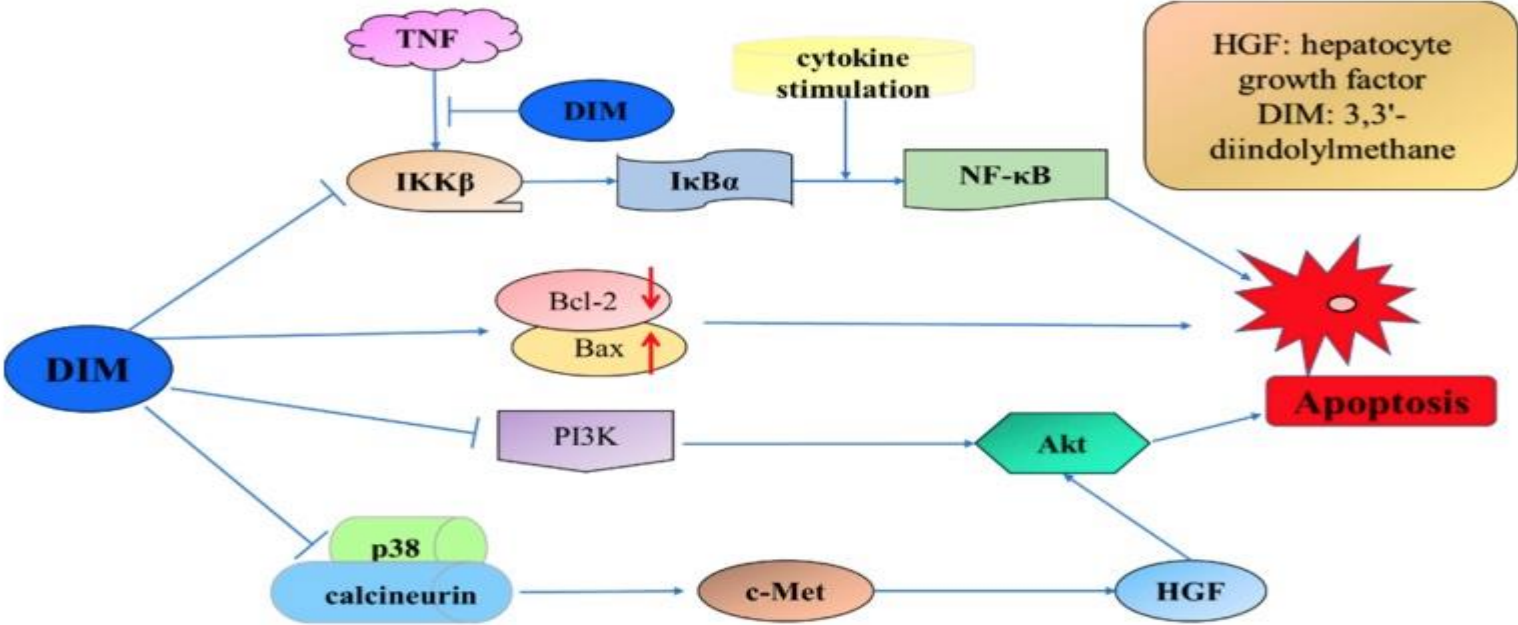 TNF
cytokine
stimulation
HGF: hepatocyte
growth factor
DIM: 3,3'-
diindolylmethane
DIM
IKKβ
IκBα
NF-κB
Bcl-2
Bax
DIM
Apoptosis
PI3K
Akt
p38
calcineurin
c-Met
HGF